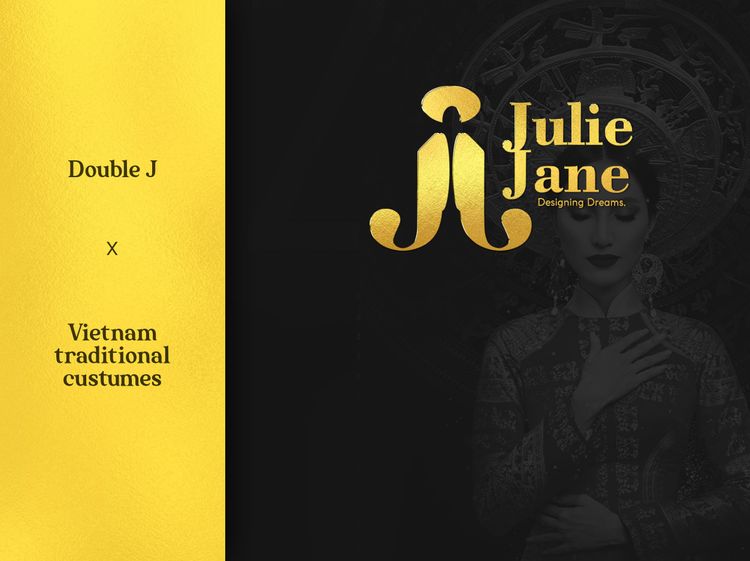 Double J
X
Vietnam
traditional
custumes
Julie
Jane
Designing Dreams.